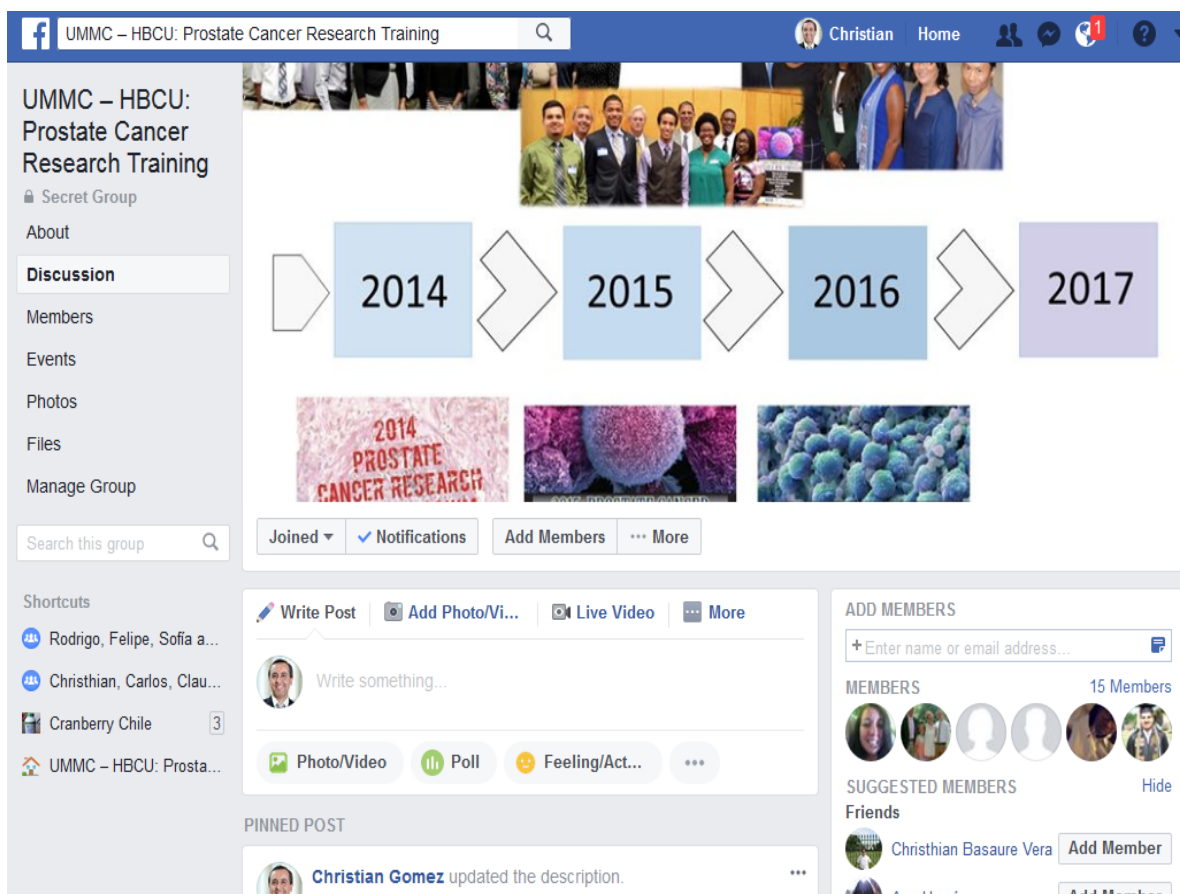 UMMC – HBCU: Prostate Cancer Research Training
Christian
Home
1
UMMC – HBCU:
Prostate Cancer
Research Training
Secret Group
About
Discussion
Members
Events
Photos
Files
Manage Group
Search this group
Shortcuts
Rodrigo, Felipe, Sofía a...
Christhian, Carlos, Clau...
Cranberry Chile 3
UMMC – HBCU: Prosta...
2014
2015
2016
2017
2014
PROSTATE
CANCER RESEARCH
Joined
Notifications
Add Members
More
Write Post
Add Photo/Vi...
Live Video
More
Write something...
Photo/Video
Poll
Feeling/Act...
PINNED POST
Christian Gomez updated the description.
ADD MEMBERS
+ Enter name or email address...
MEMBERS 15 Members
SUGGESTED MEMBERS Hide
Friends
Christhian Basaure Vera Add Member
Add Member